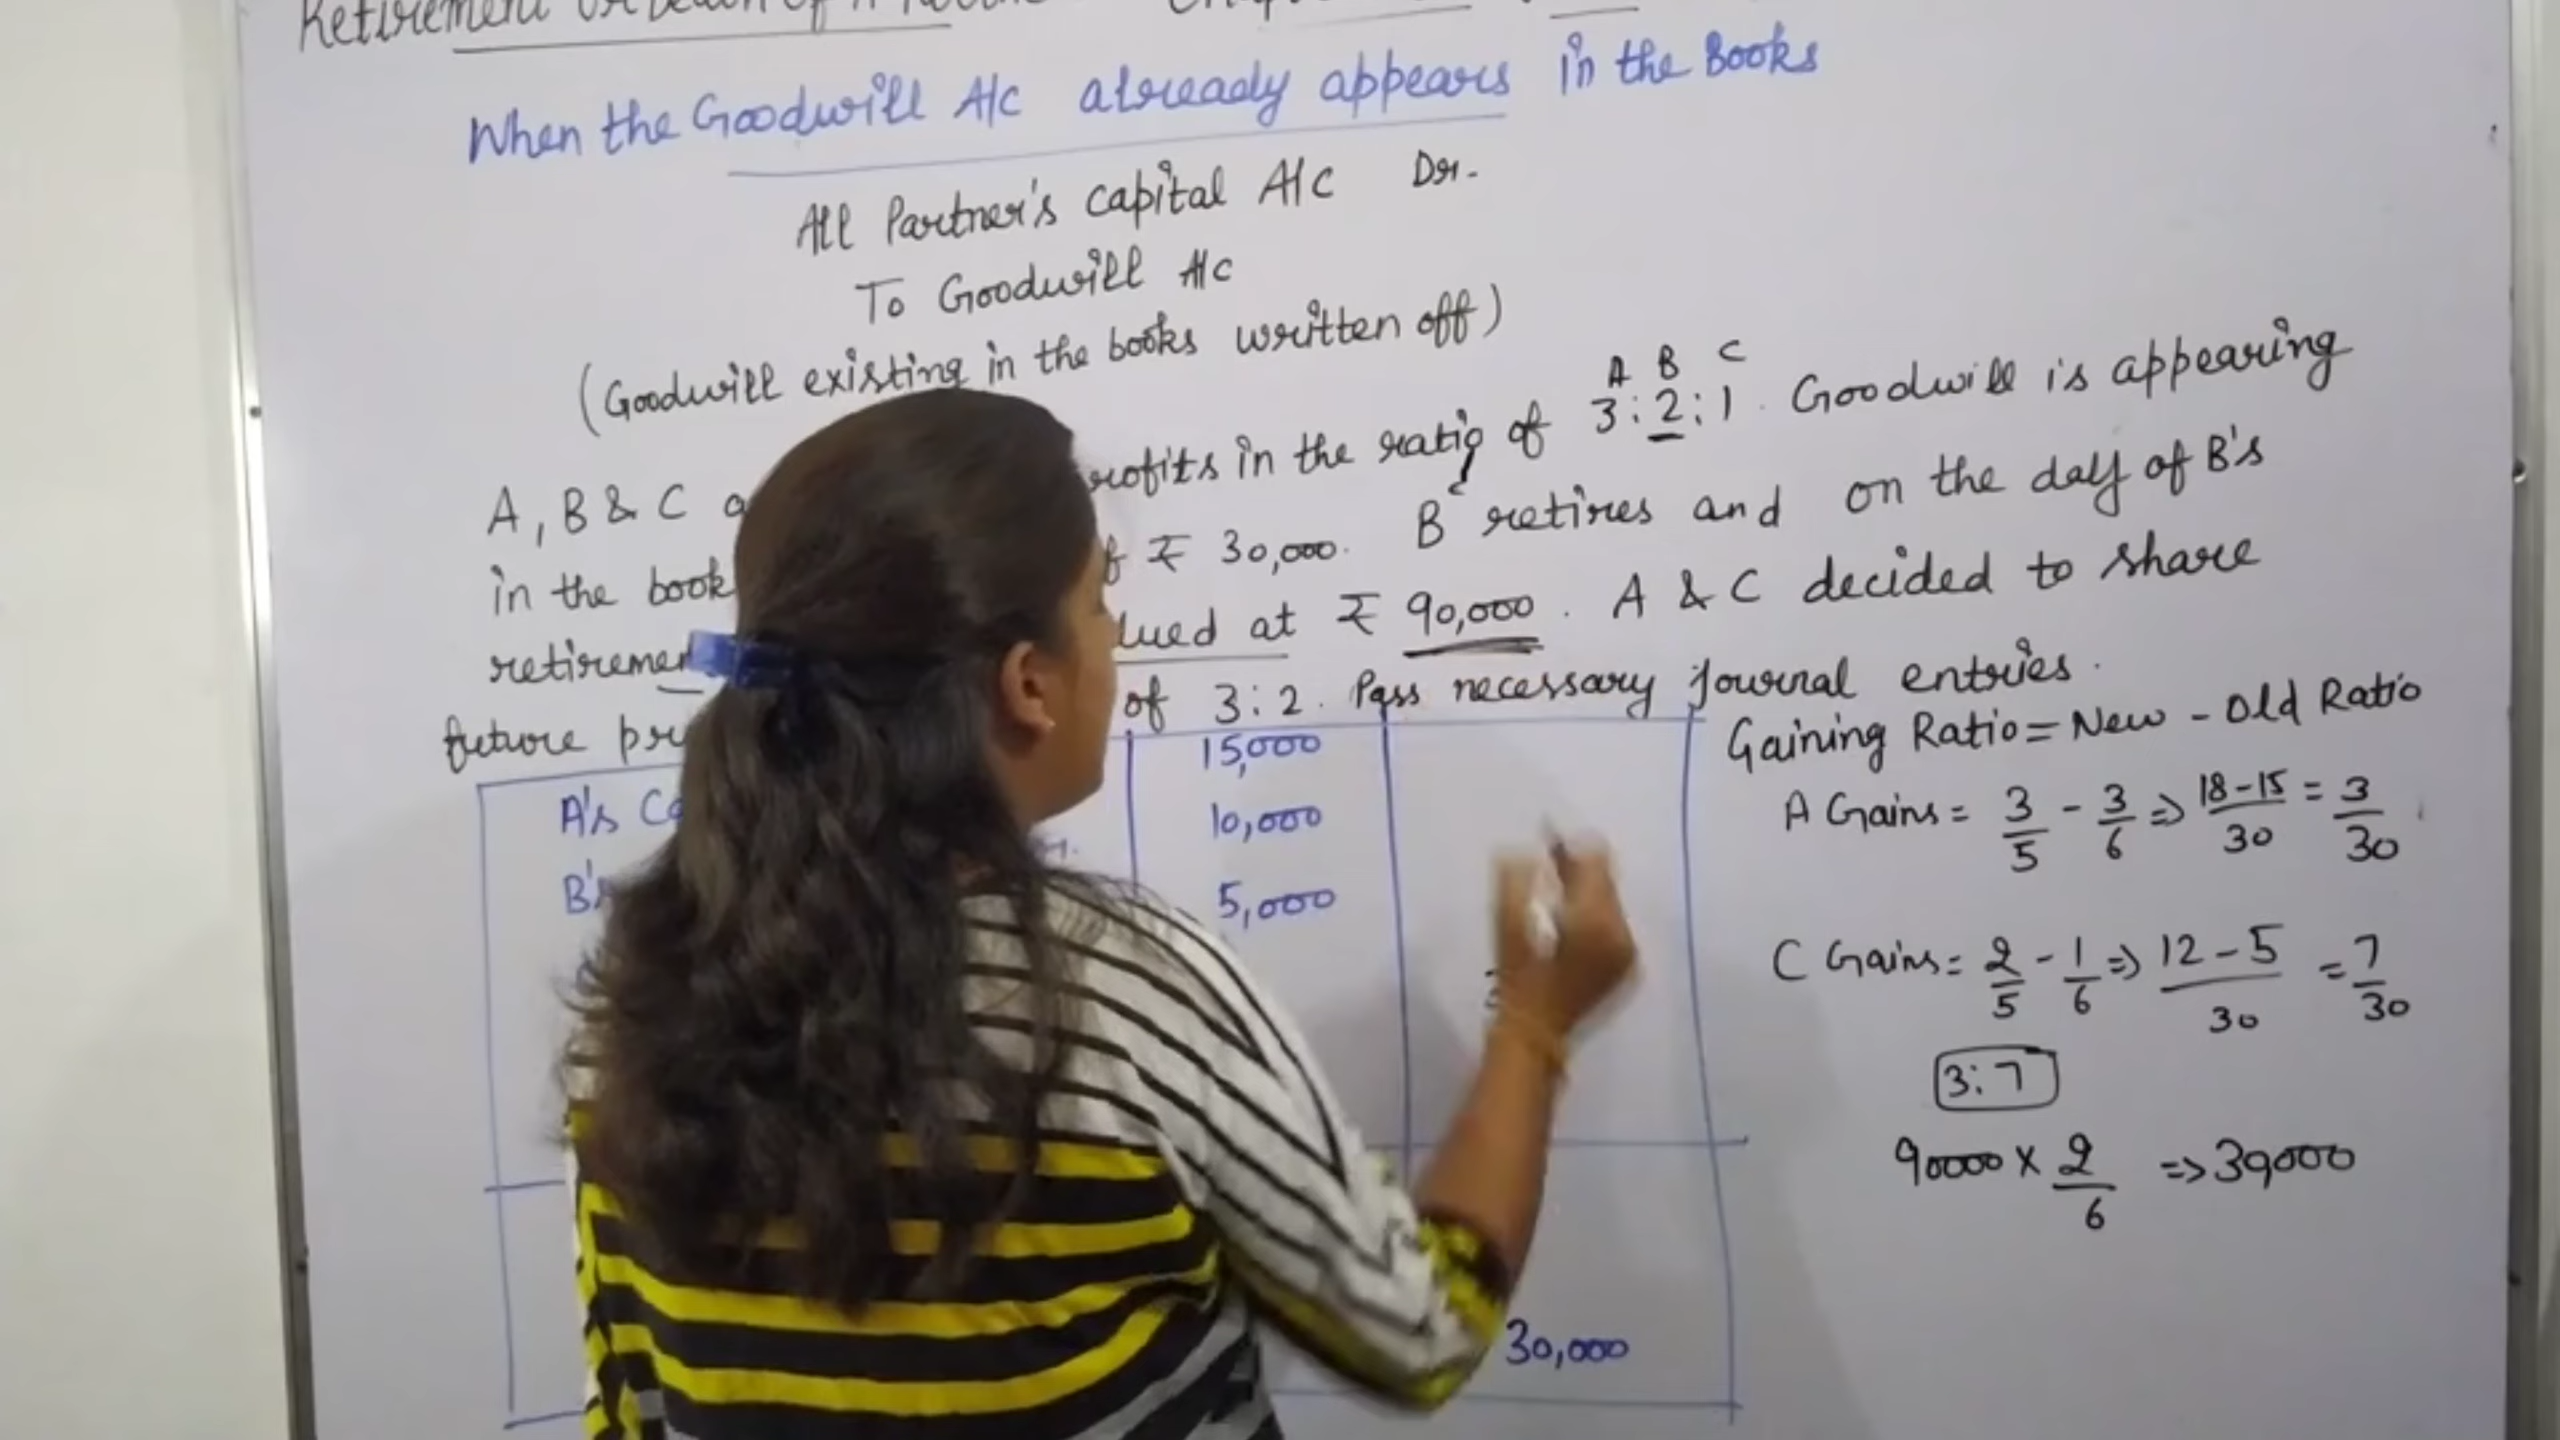 Retirement
When the Goodwill A/c already appears in the Books
All Partner's capital A/c Dr.
To Goodwill A/c
(Goodwill existing in the books written off)
A B C
A, B & C rofits in the ratio of 3:2:1. Goodwill is appearing
in the book ₹ 30,000. B retires and on the day of B's
retiremen lued at ₹ 90,000. A & C decided to share
future pr of 3:2. Pass necessary journal entries.
A's Ca 15,000
10,000
B's 5,000
30,000
Gaining Ratio = New - Old Ratio
A Gains = 3/5 - 3/6 => 18-15/30 = 3/30
C Gains = 2/5 - 1/6 => 12-5/30 = 7/30
3:7
90000 x 2/6 => 30000